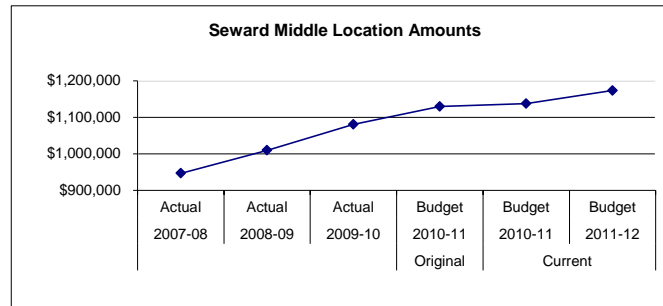 Seward Middle Location Amounts
$1,200,000
$1,100,000
$1,000,000
$900,000
Actual Actual Actual Budget Budget Budget
2007-08 2008-09 2009-10 2010-11 2010-11 2011-12
Original Current